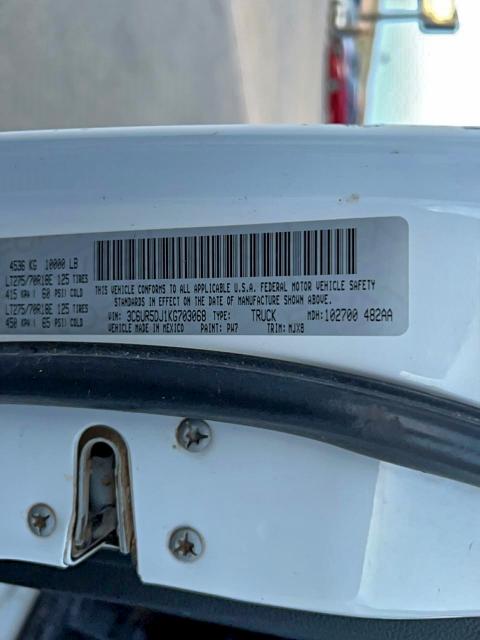 4536 KG 10000 LB
LT275/70R18E 125 TIRES
415 KPA/ 60 PSI/ COLD
LT275/70R18E 125 TIRES
450 KPA/ 65 PSI/ COLD
THIS VEHICLE CONFORMS TO ALL APPLICABLE U.S.A. FEDERAL MOTOR VEHICLE SAFETY
STANDARDS IN EFFECT ON THE DATE OF MANUFACTURE SHOWN ABOVE.
VIN: 3C6UR5DJ1KG703068 TYPE: TRUCK MDH: 102700 482AA
VEHICLE MADE IN MEXICO PAINT: PW7 TRIM: MJX8